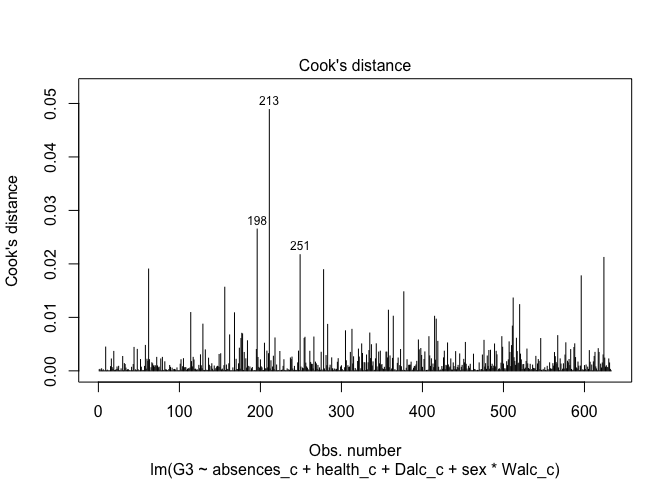 Cook's distance
0.05
0.04
0.03
0.02
0.01
0.00
Cook's distance
213
198
251
0 100 200 300 400 500 600
Obs. number
lm(G3 ~ absences_c + health_c + Dalc_c + sex * Walc_c)